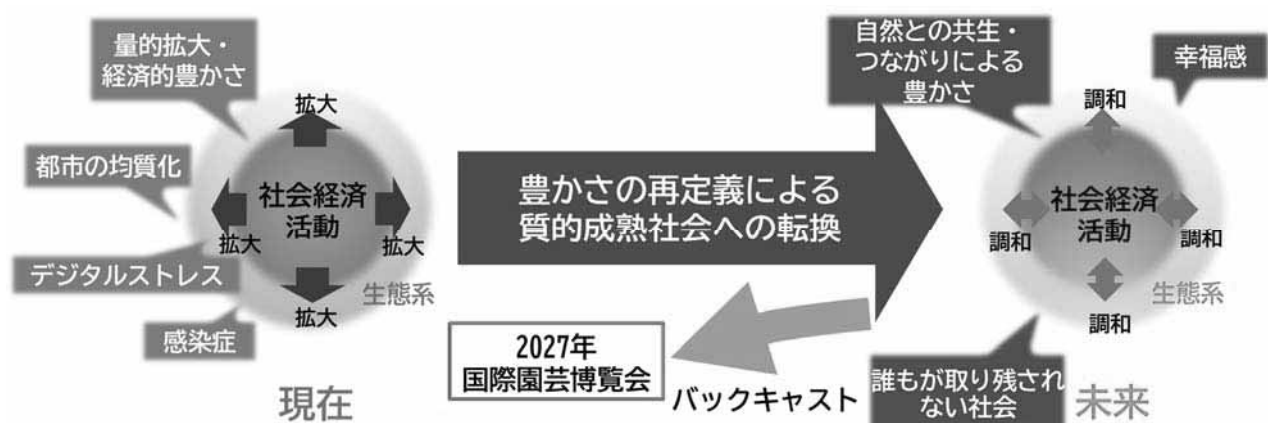 量的拡大・
経済的豊かさ
都市の均質化
デジタルストレス
感染症
拡大
拡大
社会経済
活動
拡大
拡大
生態系
現在
豊かさの再定義による
質的成熟社会への転換
2027年
国際園芸博覧会
バックキャスト
自然との共生・
つながりによる
豊かさ
幸福感
調和
調和
社会経済
活動
調和
調和
生態系
誰もが取り残され
ない社会
未来